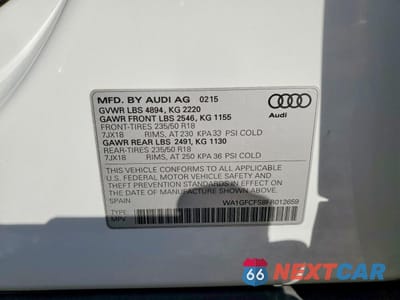 MFD. BY AUDI AG 02/15
GVWR LBS 4894, KG 2220
GAWR FRONT LBS 2546, KG 1155
FRONT-TIRES 235/50 R18
7JX18 RIMS, AT 230 KPA 33 PSI COLD
GAWR REAR LBS 2491, KG 1130
REAR-TIRES 235/50 R18
7JX18 RIMS, AT 250 KPA 36 PSI COLD
THIS VEHICLE CONFORMS TO ALL APPLICABLE
FEDERAL MOTOR VEHICLE SAFETY AND
THEFT PREVENTION STANDARDS IN EFFECT ON
THE DATE OF MANUFACTURE SHOWN ABOVE.
SPAIN
TYPE: WA1GFCFS8FR012659
MPV
Audi
66 NEXTCAR